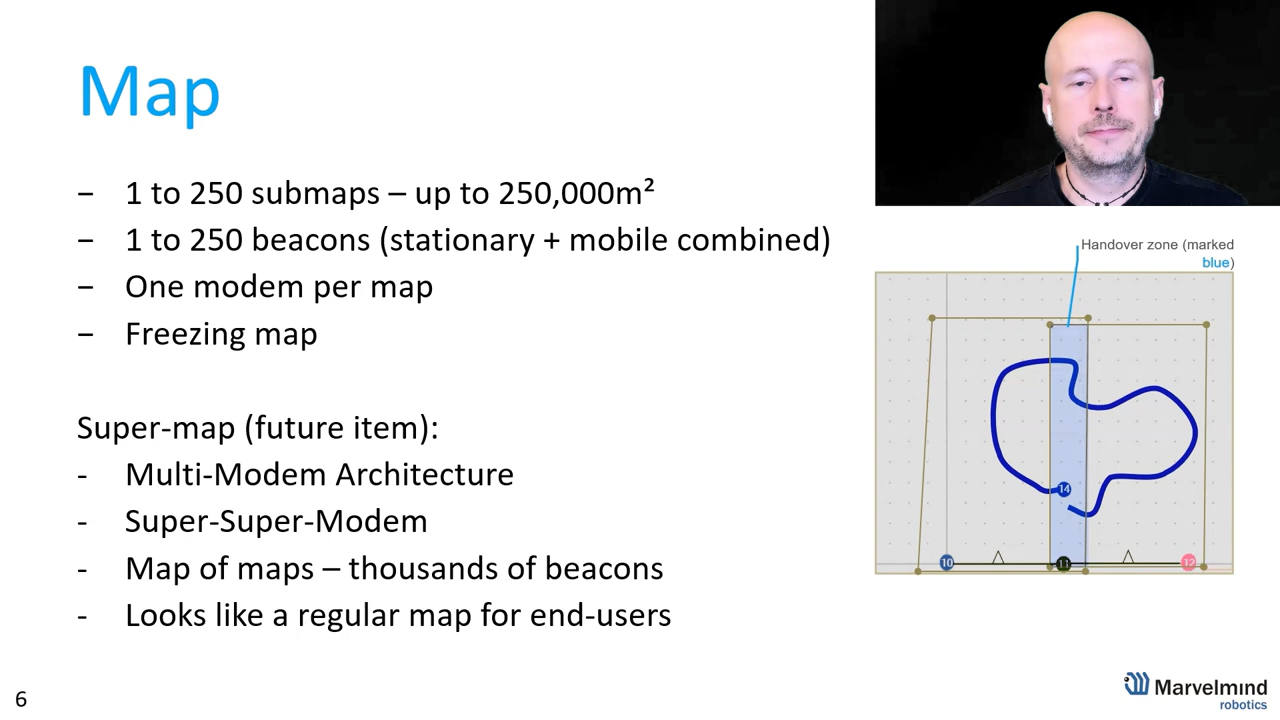 Map
− 1 to 250 submaps – up to 250,000m²
− 1 to 250 beacons (stationary + mobile combined)
− One modem per map
− Freezing map
Super-map (future item):
- Multi-Modem Architecture
- Super-Super-Modem
- Map of maps – thousands of beacons
- Looks like a regular map for end-users
Handover zone (marked
blue)
14
10
11
12
6
Marvelmind
robotics